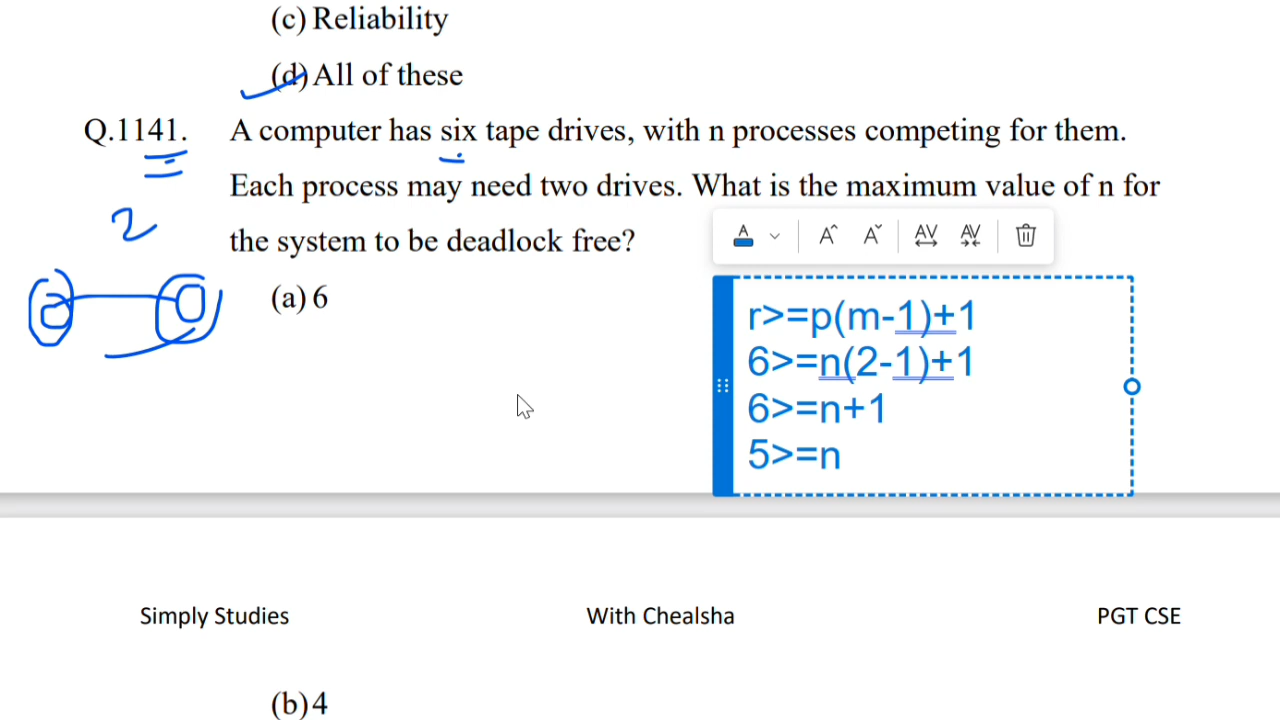 (c) Reliability
(d) All of these
Q.1141. A computer has six tape drives, with n processes competing for them.
Each process may need two drives. What is the maximum value of n for
2
the system to be deadlock free?
(a) 6
r>=p(m-1)+1
6>=n(2-1)+1
6>=n+1
5>=n
Simply Studies With Chealsha PGT CSE
(b) 4